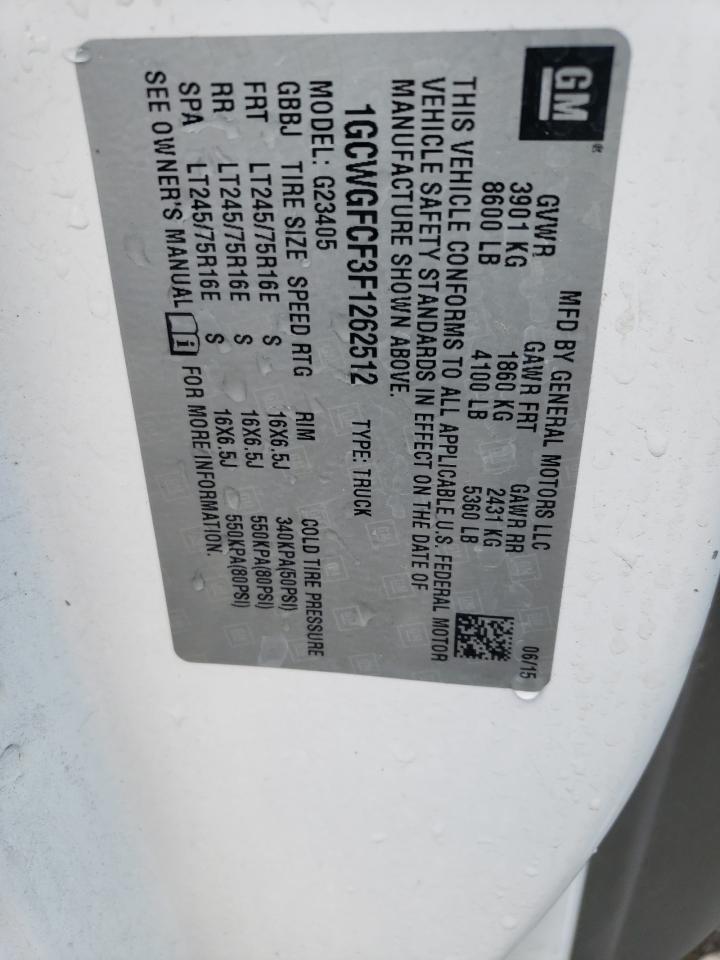 GM ®
MFD BY GENERAL MOTORS LLC 06/15
GVWR GAWR FRT GAWR RR
3901 KG 1860 KG 2431 KG
8600 LB 4100 LB 5360 LB
THIS VEHICLE CONFORMS TO ALL APPLICABLE U.S. FEDERAL MOTOR
VEHICLE SAFETY STANDARDS IN EFFECT ON THE DATE OF
MANUFACTURE SHOWN ABOVE.
1GCWGFCF3F1262512 TYPE: TRUCK
MODEL: G23405
GBBJ TIRE SIZE SPEED RTG RIM COLD TIRE PRESSURE
FRT LT245/75R16E S 16X6.5J 340KPA(50PSI)
RR LT245/75R16E S 16X6.5J 550KPA(80PSI)
SPA LT245/75R16E S 16X6.5J 550KPA(80PSI)
SEE OWNER'S MANUAL FOR MORE INFORMATION.